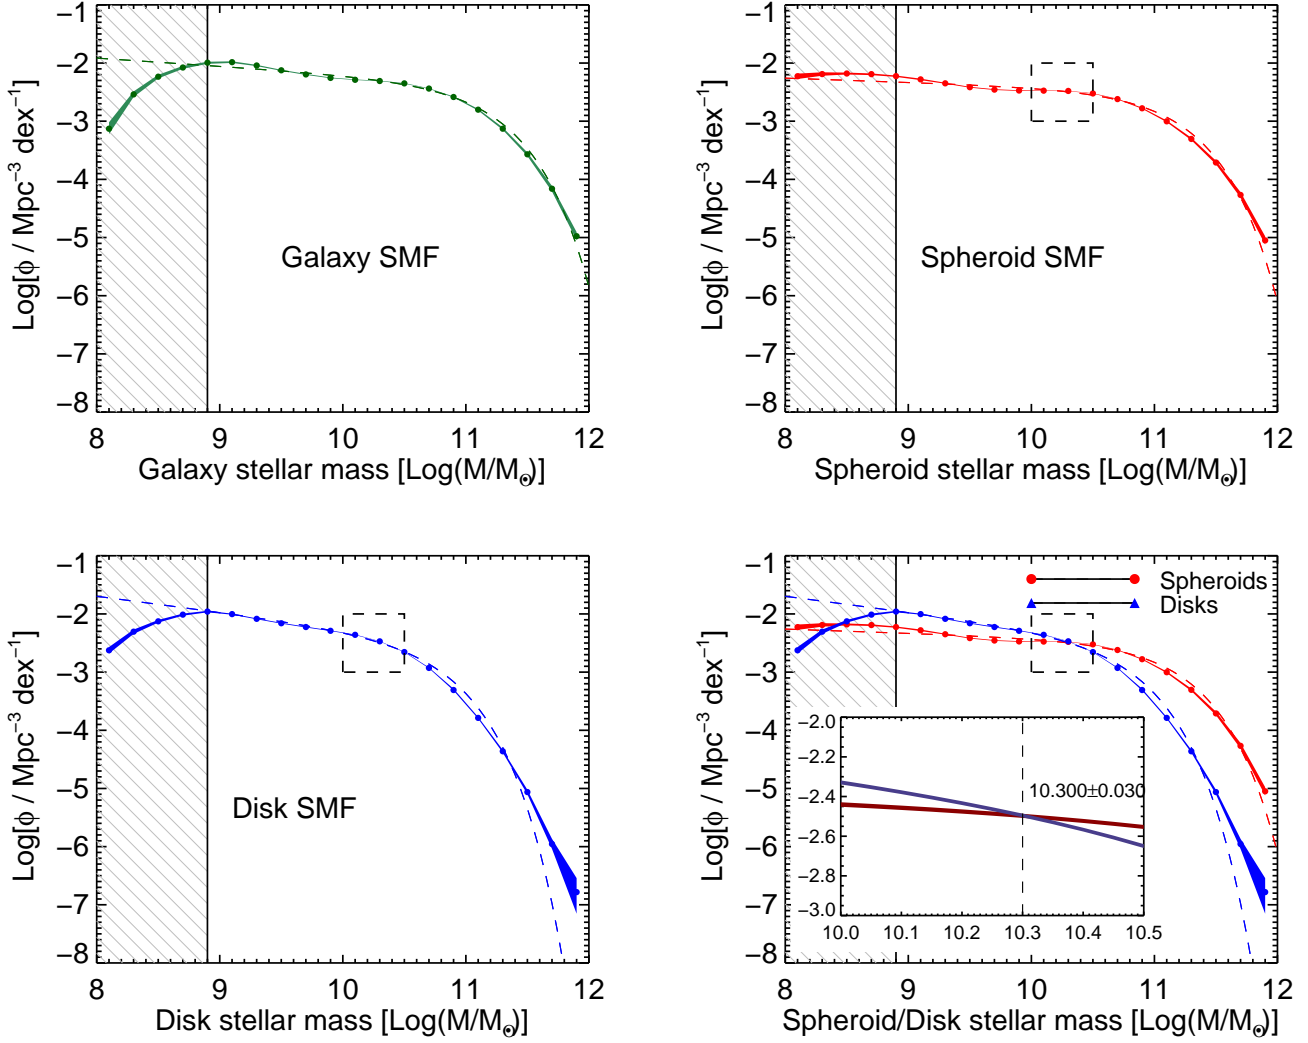 −1
−2
−3
−4
−5
−6
−7
−8
Log[ϕ / Mpc⁻³ dex⁻¹]
Galaxy SMF
8 9 10 11 12
Galaxy stellar mass [Log(M/M☉)]
−1
−2
−3
−4
−5
−6
−7
−8
Log[ϕ / Mpc⁻³ dex⁻¹]
Spheroid SMF
8 9 10 11 12
Spheroid stellar mass [Log(M/M☉)]
−1
−2
−3
−4
−5
−6
−7
−8
Log[ϕ / Mpc⁻³ dex⁻¹]
Disk SMF
8 9 10 11 12
Disk stellar mass [Log(M/M☉)]
−1
−2
−3
−4
−5
−6
−7
−8
Log[ϕ / Mpc⁻³ dex⁻¹]
Spheroids
Disks
−2.0
−2.2
−2.4
−2.6
−2.8
−3.0
10.300±0.030
10.0 10.1 10.2 10.3 10.4 10.5
8 9 10 11 12
Spheroid/Disk stellar mass [Log(M/M☉)]